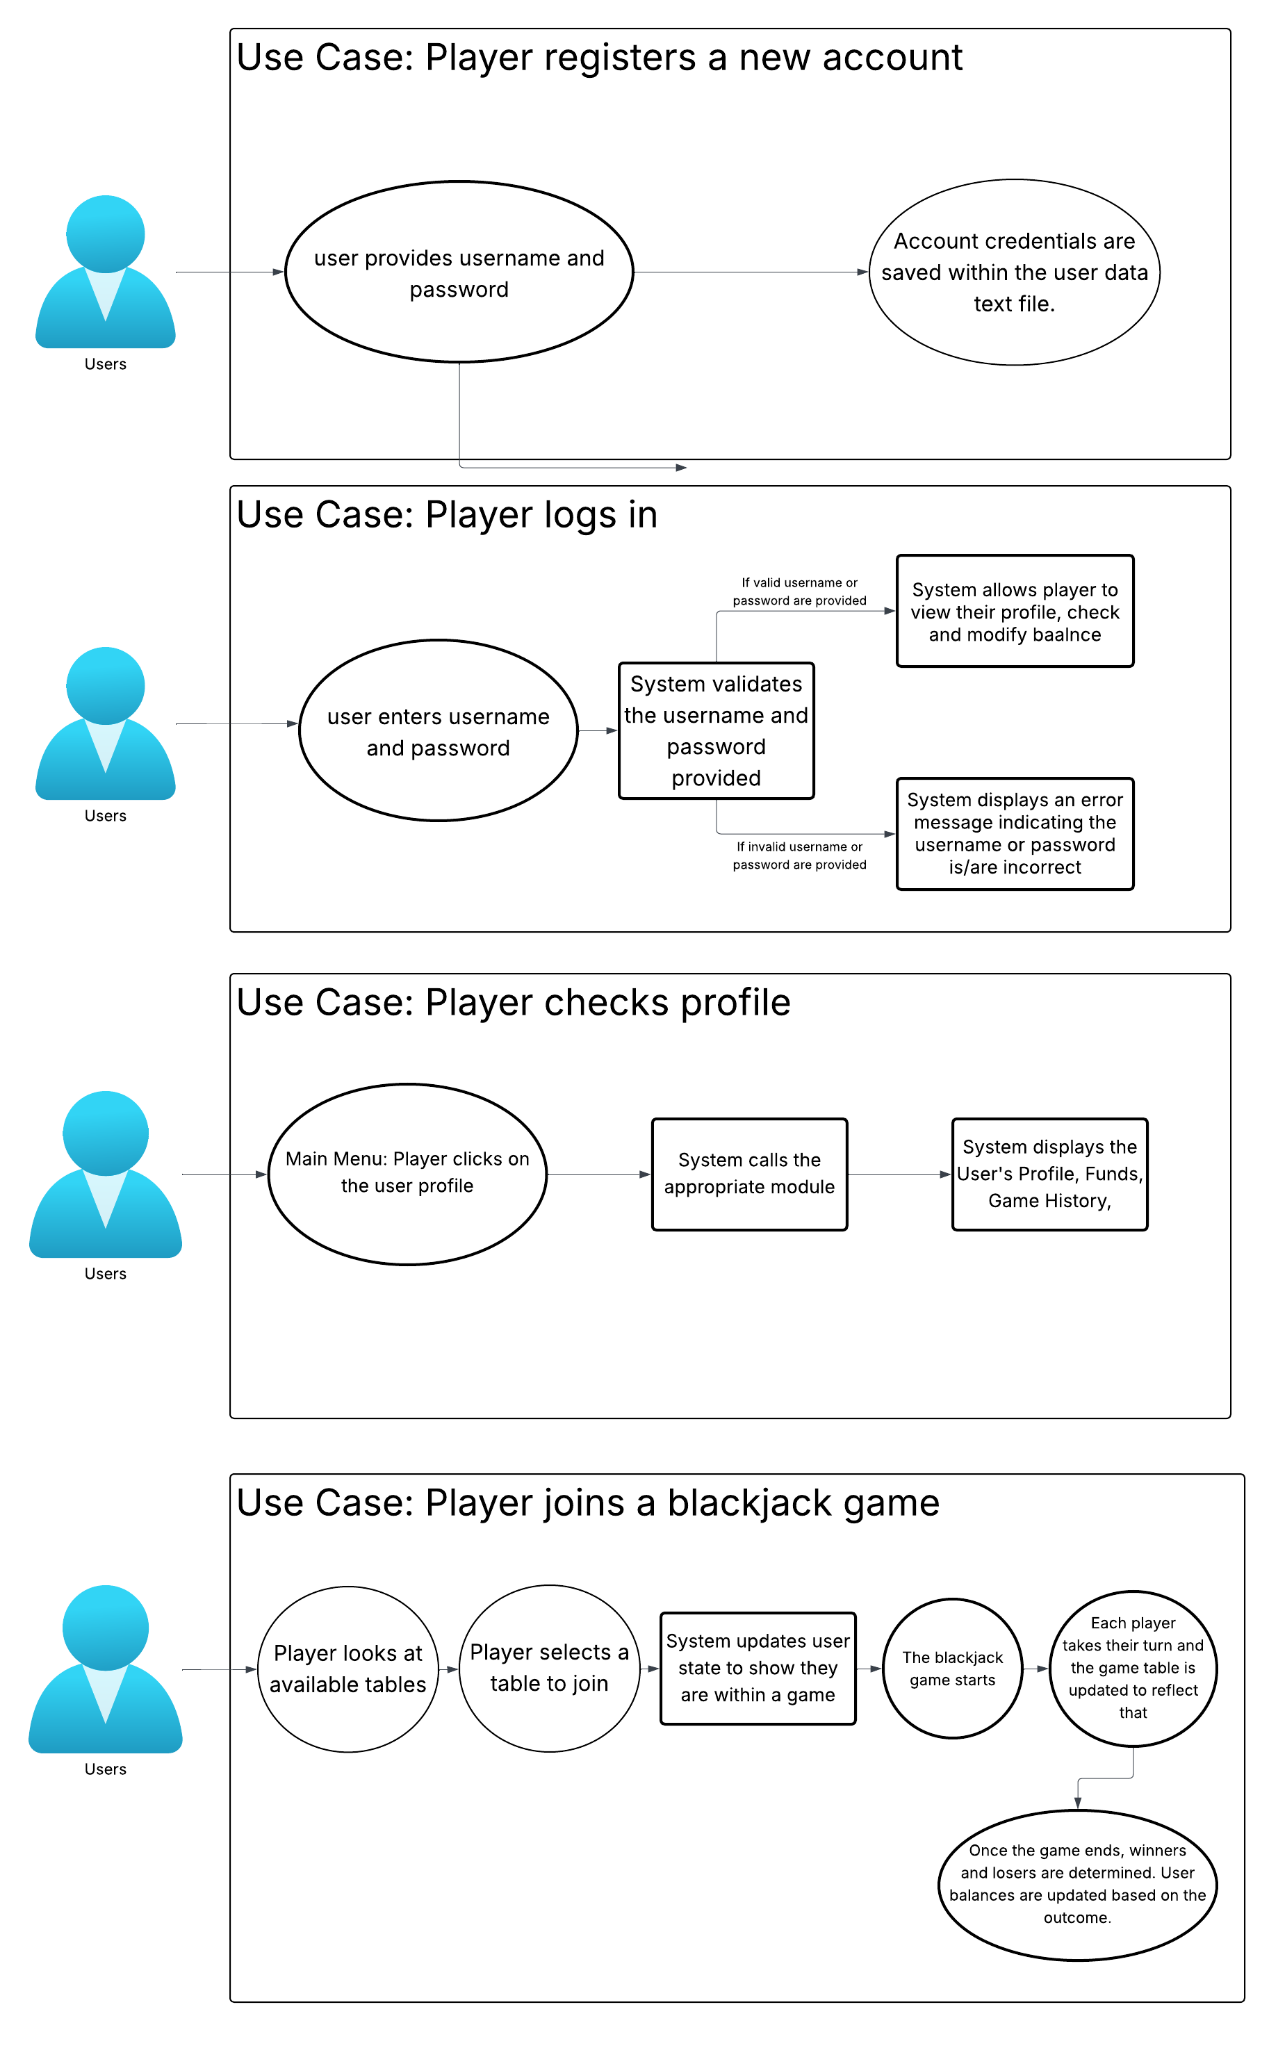 Use Case: Player registers a new account
user provides username and
password
Account credentials are
saved within the user data
text file.
Users
Use Case: Player logs in
If valid username or
password are provided
System allows player to
view their profile, check
and modify baalnce
user enters username
and password
System validates
the username and
password
provided
If invalid username or
password are provided
System displays an error
message indicating the
username or password
is/are incorrect
Users
Use Case: Player checks profile
Main Menu: Player clicks on
the user profile
System calls the
appropriate module
System displays the
User's Profile, Funds,
Game History,
Users
Use Case: Player joins a blackjack game
Player looks at
available tables
Player selects a
table to join
System updates user
state to show they
are within a game
The blackjack
game starts
Each player
takes their turn and
the game table is
updated to reflect
that
Users
Once the game ends, winners
and losers are determined. User
balances are updated based on the
outcome.